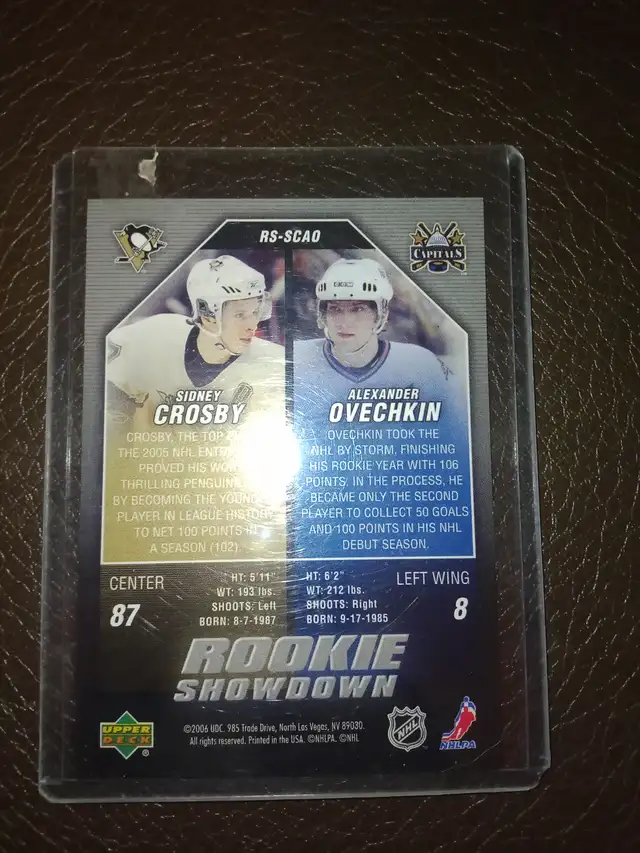 RS-SCAO
CAPITALS
CCM
SIDNEY
CROSBY
CROSBY, THE TOP
THE 2005 NHL
PROVED HIS
THRILLING
BY BECOMING THE
PLAYER IN LEAGUE
TO NET 100 POINTS IN
A SEASON (102).
ALEXANDER
OVECHKIN
OVECHKIN TOOK THE
NHL BY STORM, FINISHING
HIS ROOKIE YEAR WITH 106
POINTS. IN THE PROCESS, HE
BECAME ONLY THE SECOND
PLAYER TO COLLECT 50 GOALS
AND 100 POINTS IN HIS NHL
DEBUT SEASON.
CENTER
87
HT: 5'11"
WT: 193 lbs.
SHOOTS: Left
BORN: 8-7-1987
HT: 6'2"
WT: 212 lbs.
SHOOTS: Right
BORN: 9-17-1985
LEFT WING
8
ROOKIE
SHOWDOWN
UPPER
DECK
®
©2006 UDC. 985 Trade Drive, North Las Vegas, NV 89030.
All rights reserved. Printed in the USA. ©NHLPA. ©NHL
NHL
NHLPA